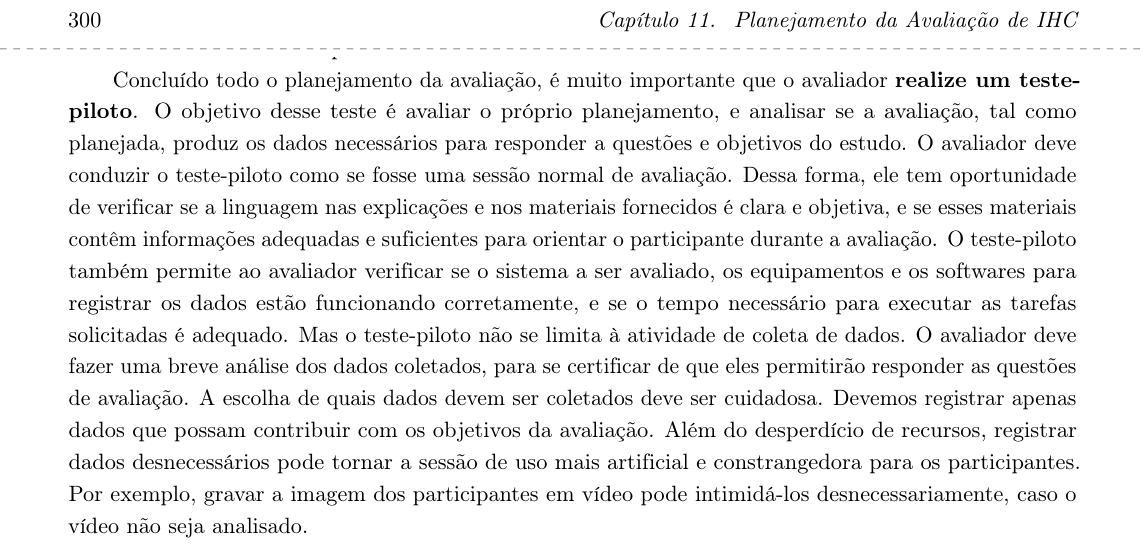 300 Capítulo 11. Planejamento da Avaliação de IHC
Concluído todo o planejamento da avaliação, é muito importante que o avaliador realize um teste-
piloto. O objetivo desse teste é avaliar o próprio planejamento, e analisar se a avaliação, tal como
planejada, produz os dados necessários para responder a questões e objetivos do estudo. O avaliador deve
conduzir o teste-piloto como se fosse uma sessão normal de avaliação. Dessa forma, ele tem oportunidade
de verificar se a linguagem nas explicações e nos materiais fornecidos é clara e objetiva, e se esses materiais
contêm informações adequadas e suficientes para orientar o participante durante a avaliação. O teste-piloto
também permite ao avaliador verificar se o sistema a ser avaliado, os equipamentos e os softwares para
registrar os dados estão funcionando corretamente, e se o tempo necessário para executar as tarefas
solicitadas é adequado. Mas o teste-piloto não se limita à atividade de coleta de dados. O avaliador deve
fazer uma breve análise dos dados coletados, para se certificar de que eles permitirão responder as questões
de avaliação. A escolha de quais dados devem ser coletados deve ser cuidadosa. Devemos registrar apenas
dados que possam contribuir com os objetivos da avaliação. Além do desperdício de recursos, registrar
dados desnecessários pode tornar a sessão de uso mais artificial e constrangedora para os participantes.
Por exemplo, gravar a imagem dos participantes em vídeo pode intimidá-los desnecessariamente, caso o
vídeo não seja analisado.